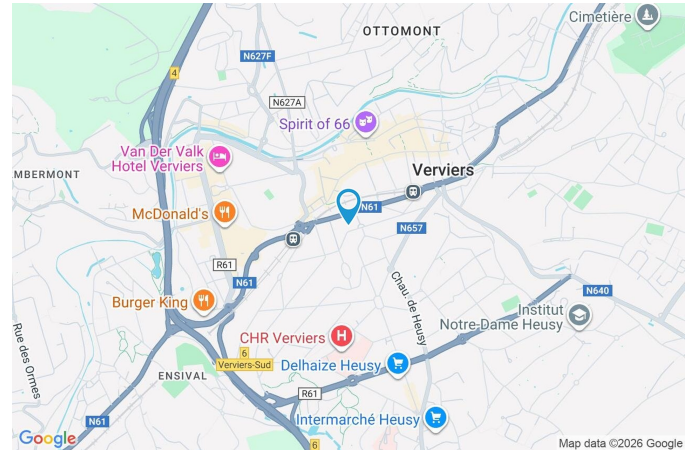 Cimetière
OTTOMONT
N627F
4
N627A
Spirit of 66
Van Der Valk
Hotel Verviers
MBERMONT
Verviers
McDonald's
N61
N657
R61
N61
Chau. de Heusy
N640
Burger King
Institut
Notre-Dame Heusy
Rue des Ormes
CHR Verviers
H
6
Verviers-Sud
Delhaize Heusy
ENSIVAL
R61
N61
Intermarché Heusy
6
Google
Map data ©2026 Google